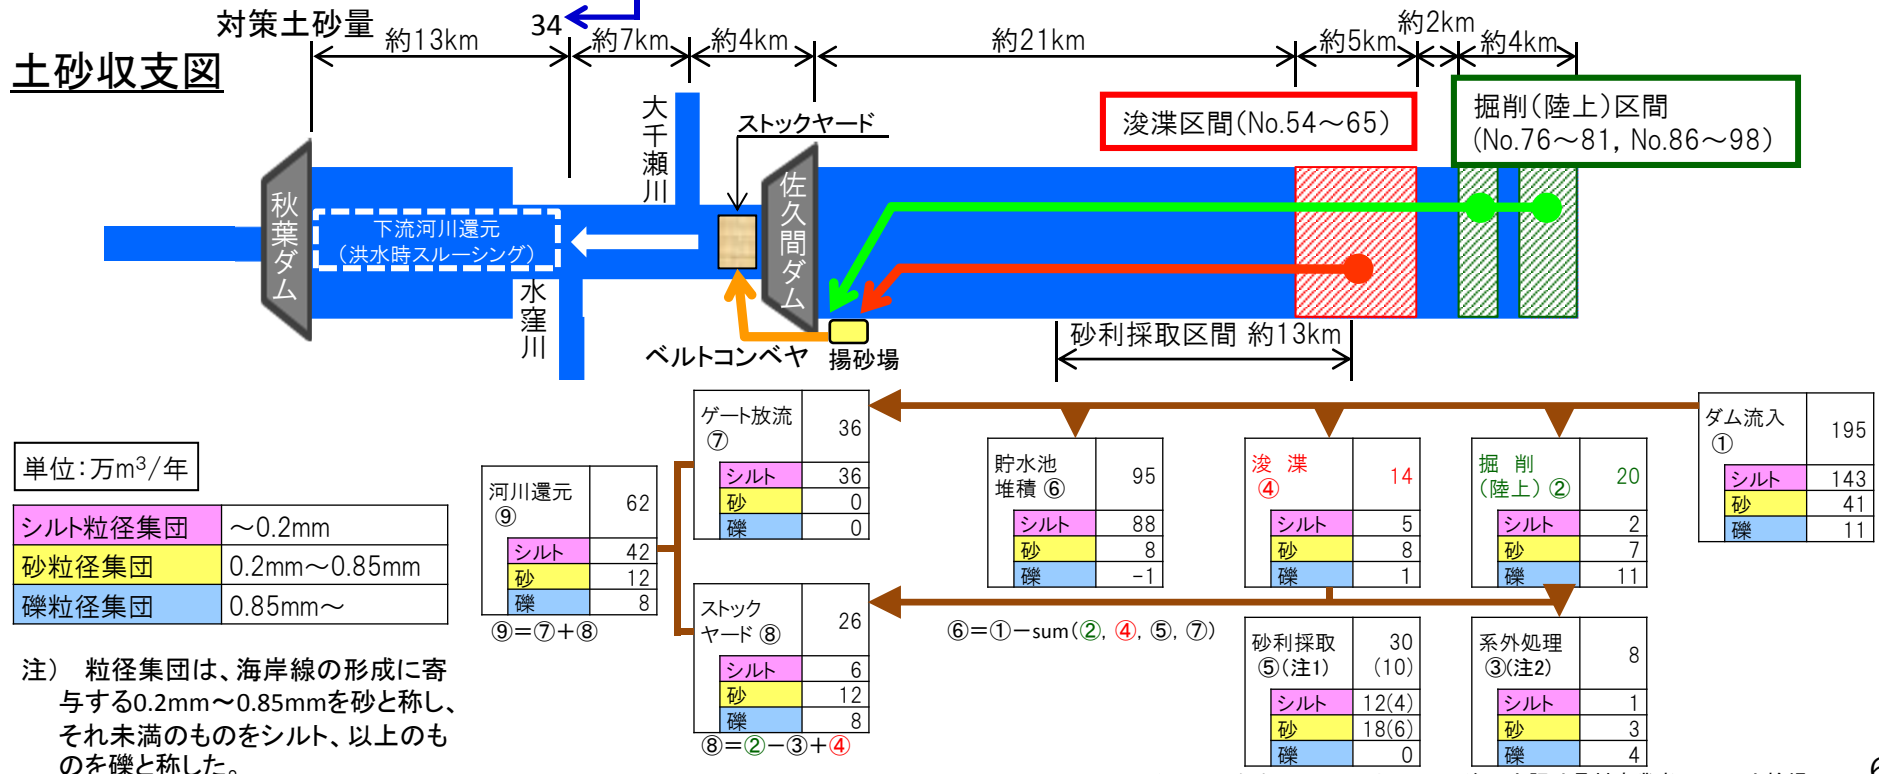 対策土砂量
34
約13km
約7km
約4km
約21km
約5km
約2km
約4km
土砂収支図
大千瀬川
ストックヤード
浚渫区間(No.54～65)
掘削(陸上)区間
(No.76～81, No.86～98)
秋葉ダム
下流河川還元
(洪水時スルーシング)
佐久間ダム
水窪川
ベルトコンベヤ
揚砂場
砂利採取区間 約13km
単位：万m³/年
シルト粒径集団 ～0.2mm
砂粒径集団 0.2mm～0.85mm
礫粒径集団 0.85mm～
注） 粒径集団は、海岸線の形成に寄
与する0.2mm～0.85mmを砂と称し、
それ未満のものをシルト、以上のも
のを礫と称した。
河川還元 ⑨ 62
シルト 42
砂 12
礫 8
⑨＝⑦＋⑧
ゲート放流 ⑦ 36
シルト 36
砂 0
礫 0
ストック
ヤード ⑧ 26
シルト 6
砂 12
礫 8
⑧＝②－③＋④
貯水池
堆積 ⑥ 95
シルト 88
砂 8
礫 -1
⑥＝①－sum(②, ④, ⑤, ⑦)
浚 渫 ④ 14
シルト 5
砂 8
礫 1
掘 削
(陸上) ② 20
シルト 2
砂 7
礫 11
ダム流入 ① 195
シルト 143
砂 41
礫 11
砂利採取 30
⑤(注1) (10)
シルト 12(4)
砂 18(6)
礫 0
系外処理
③(注2) 8
シルト 1
砂 3
礫 4